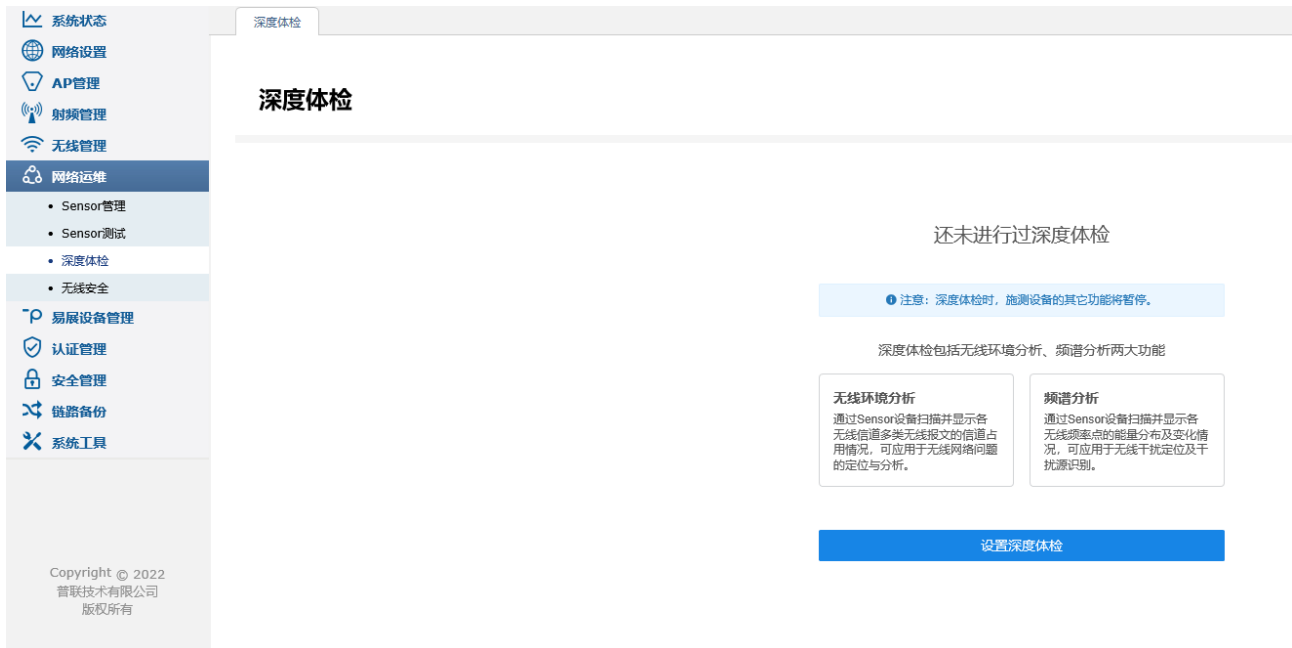 系统状态
网络设置
AP管理
射频管理
无线管理
网络运维
• Sensor管理
• Sensor测试
• 深度体检
• 无线安全
易展设备管理
认证管理
安全管理
链路备份
系统工具
Copyright © 2022
普联技术有限公司
版权所有
深度体检
深度体检
还未进行过深度体检
注意：深度体检时，施测设备的其它功能将暂停。
深度体检包括无线环境分析、频谱分析两大功能
无线环境分析
通过Sensor设备扫描并显示各
无线信道多类无线报文的信道占
用情况，可应用于无线网络问题
的定位与分析。
频谱分析
通过Sensor设备扫描并显示各
无线频率点的能量分布及变化情
况，可应用于无线干扰定位及干
扰源识别。
设置深度体检